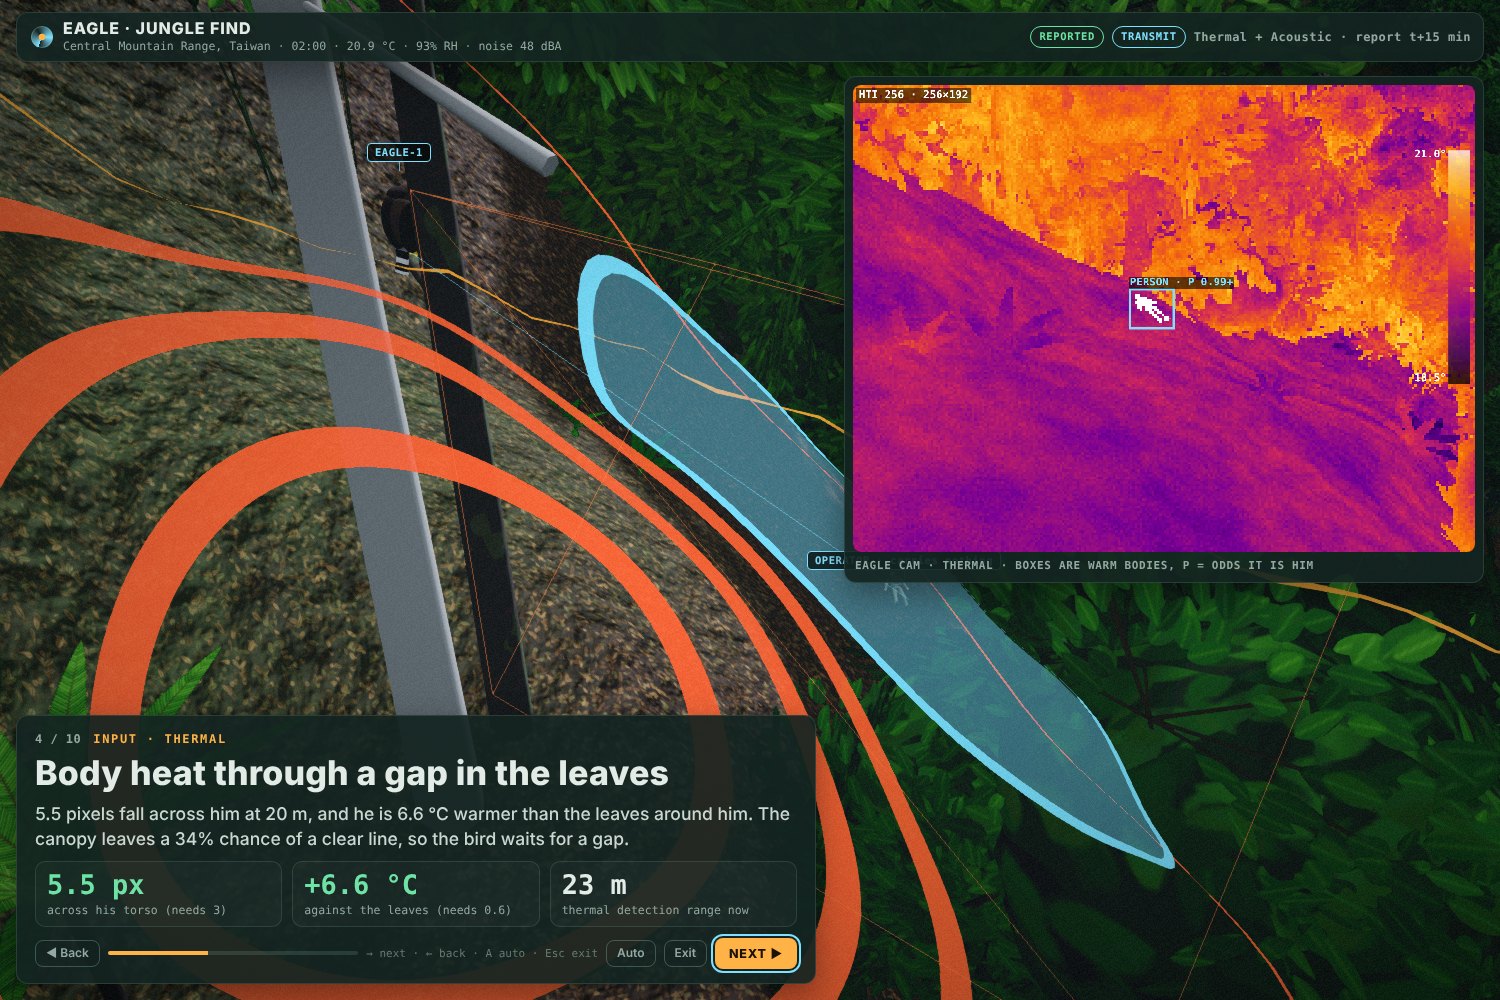 EAGLE · JUNGLE FIND
Central Mountain Range, Taiwan · 02:00 · 20.9 °C · 93% RH · noise 48 dBA
REPORTED
TRANSMIT
Thermal + Acoustic · report t+15 min
HTI 256 · 256×192
21.0°
EAGLE-1
PERSON · P 0.99+
18.5°
OPERA
EAGLE CAM · THERMAL · BOXES ARE WARM BODIES, P = ODDS IT IS HIM
4 / 10 INPUT · THERMAL
Body heat through a gap in the leaves
5.5 pixels fall across him at 20 m, and he is 6.6 °C warmer than the leaves around him. The
canopy leaves a 34% chance of a clear line, so the bird waits for a gap.
5.5 px
across his torso (needs 3)
+6.6 °C
against the leaves (needs 0.6)
23 m
thermal detection range now
◀ Back
→ next · ← back · A auto · Esc exit
Auto
Exit
NEXT ▶